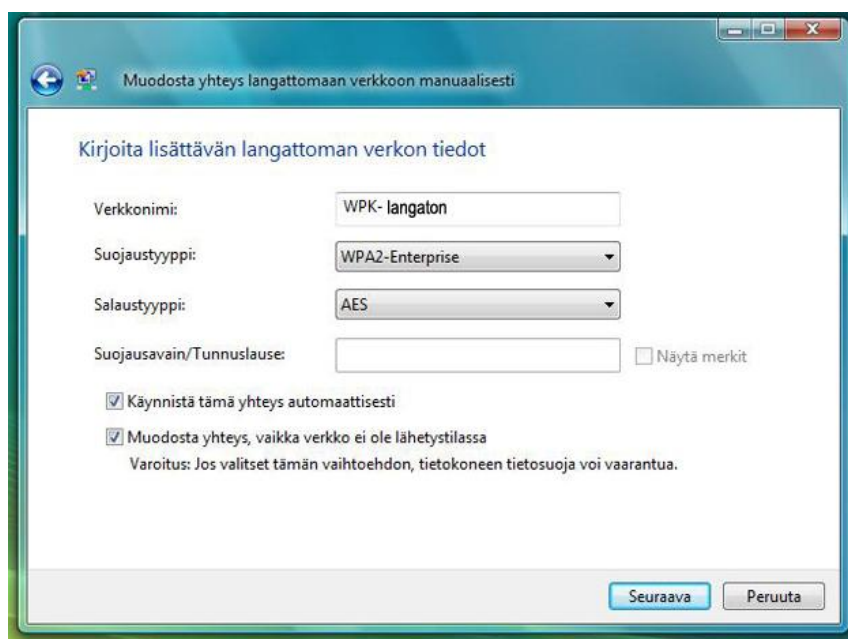 Muodosta yhteys langattomaan verkkoon manuaalisesti
Kirjoita lisättävän langattoman verkon tiedot
Verkkonimi: WPK- langaton
Suojaustyyppi: WPA2-Enterprise
Salaustyyppi: AES
Suojausavain/Tunnuslause: Näytä merkit
Käynnistä tämä yhteys automaattisesti
Muodosta yhteys, vaikka verkko ei ole lähetystilassa
Varoitus: Jos valitset tämän vaihtoehdon, tietokoneen tietosuoja voi vaarantua.
Seuraava Peruuta